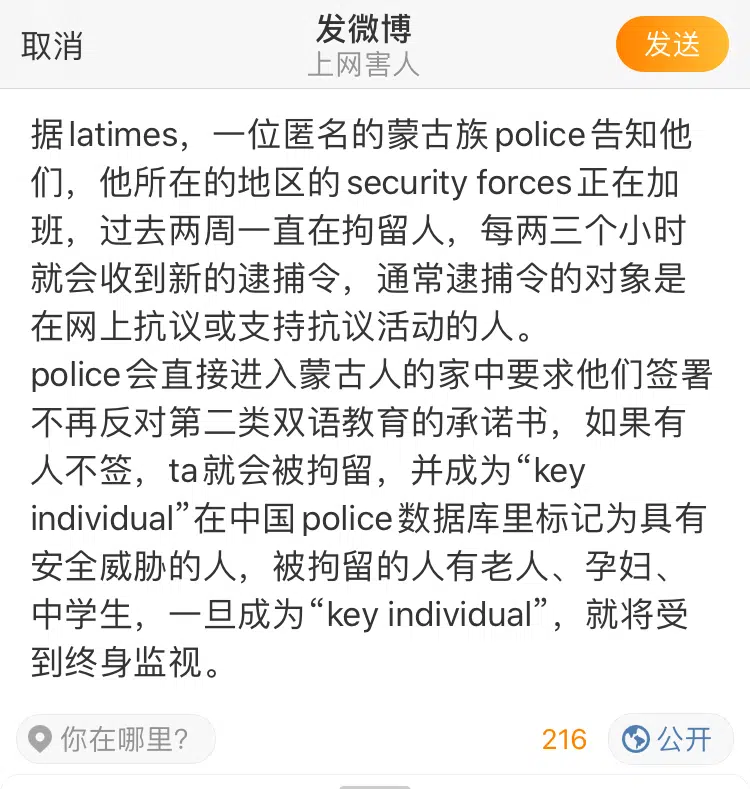 取消
发微博
上网害人
发送
据latimes，一位匿名的蒙古族police告知他
们，他所在的地区的security forces正在加
班，过去两周一直在拘留人，每两三个小时
就会收到新的逮捕令，通常逮捕令的对象是
在网上抗议或支持抗议活动的人。
police会直接进入蒙古人的家中要求他们签署
不再反对第二类双语教育的承诺书，如果有
人不签，ta就会被拘留，并成为“key
individual”在中国police数据库里标记为具有
安全威胁的人，被拘留的人有老人、孕妇、
中学生，一旦成为“key individual”，就将受
到终身监视。
你在哪里？
216
公开